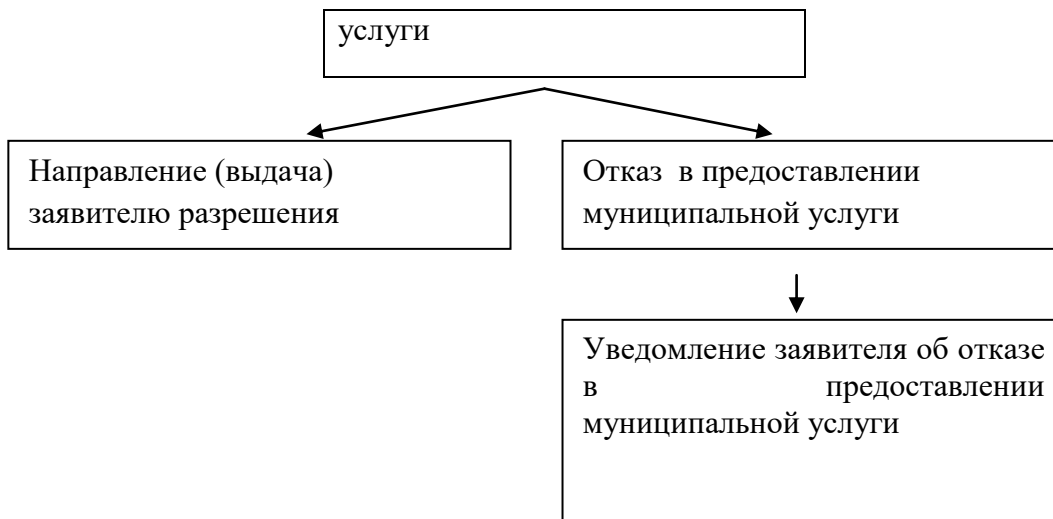 услуги
Направление (выдача)
заявителю разрешения
Отказ в предоставлении
муниципальной услуги
Уведомление заявителя об отказе
в предоставлении
муниципальной услуги